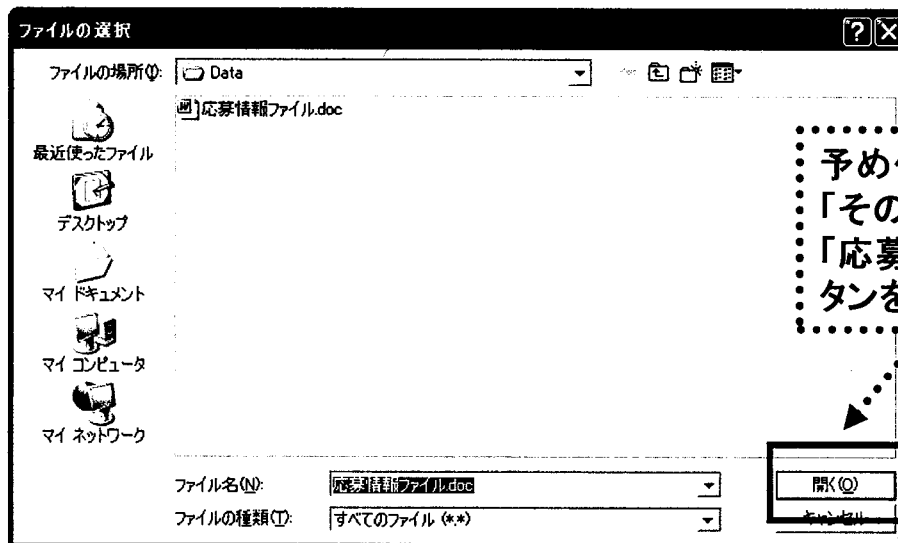 ファイルの選択
ファイルの場所(I):
Data
応募情報ファイル.doc
最近使ったファイル
デスクトップ
マイ ドキュメント
マイ コンピュータ
マイ ネットワーク
予め
「その
「応募
タンを
ファイル名(N):
応募情報ファイル.doc
開く(O)
ファイルの種類(T):
すべてのファイル (*.*)
キャンセル